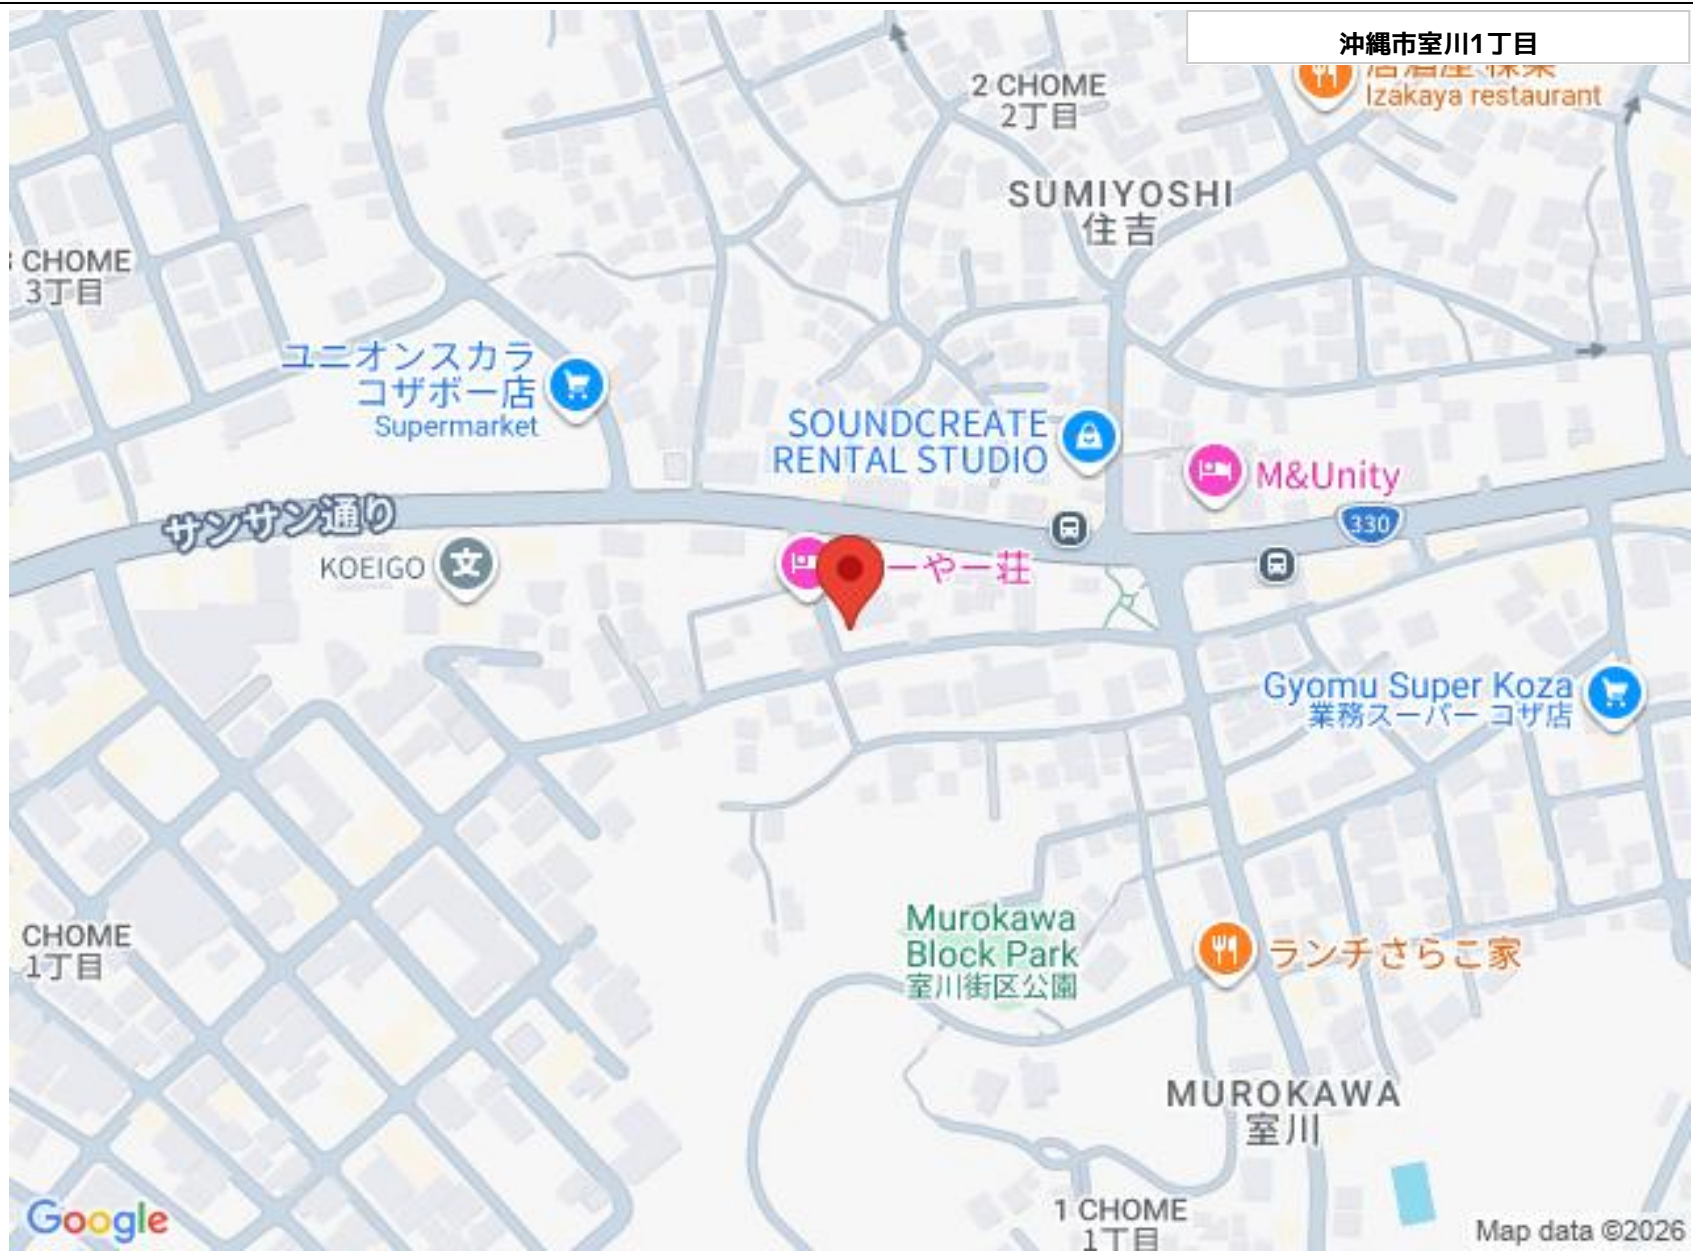 沖縄市室川1丁目
Izakaya restaurant
2 CHOME
2丁目
SUMIYOSHI
住吉
CHOME
3丁目
ユニオンスカラ
コザボー店
Supermarket
SOUNDCREATE
RENTAL STUDIO
M&Unity
サンサン通り
330
KOEIGO
文
ーやー荘
Gyomu Super Koza
業務スーパー コザ店
Murokawa
Block Park
室川街区公園
CHOME
1丁目
ランチさらこ家
MUROKAWA
室川
1 CHOME
1丁目
Google
Map data ©2026